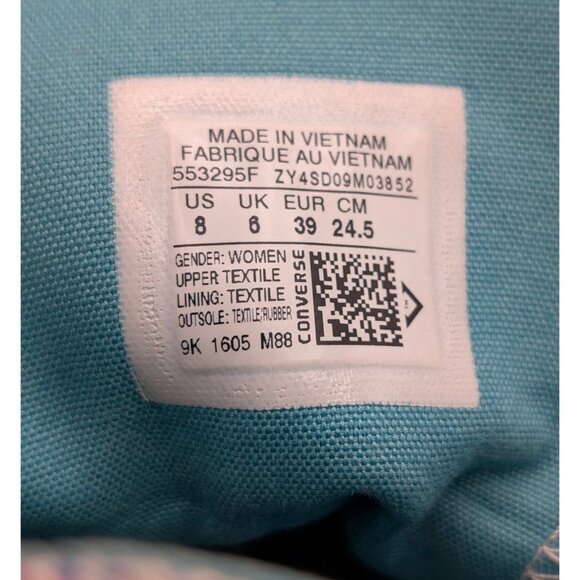 MADE IN VIETNAM
FABRIQUE AU VIETNAM
553295F ZY4SD09M03852
US UK EUR CM
8 6 39 24.5
GENDER: WOMEN
UPPER: TEXTILE
LINING: TEXTILE
OUTSOLE: TEXTILE/RUBBER
9K 1605 M88
CONVERSE
TM